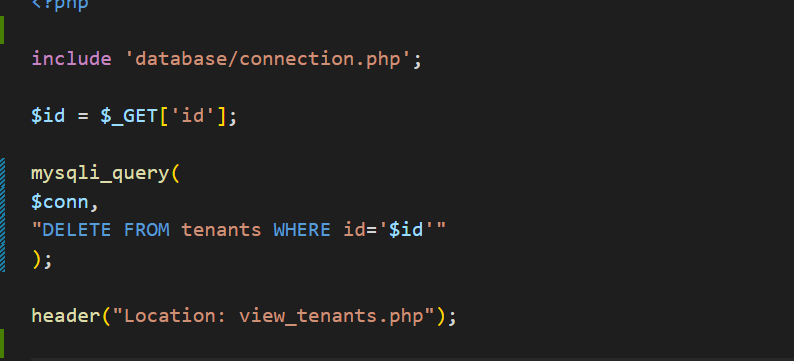 <?php
include 'database/connection.php';
$id = $_GET['id'];
mysqli_query(
$conn,
"DELETE FROM tenants WHERE id='$id'"
);
header("Location: view_tenants.php");